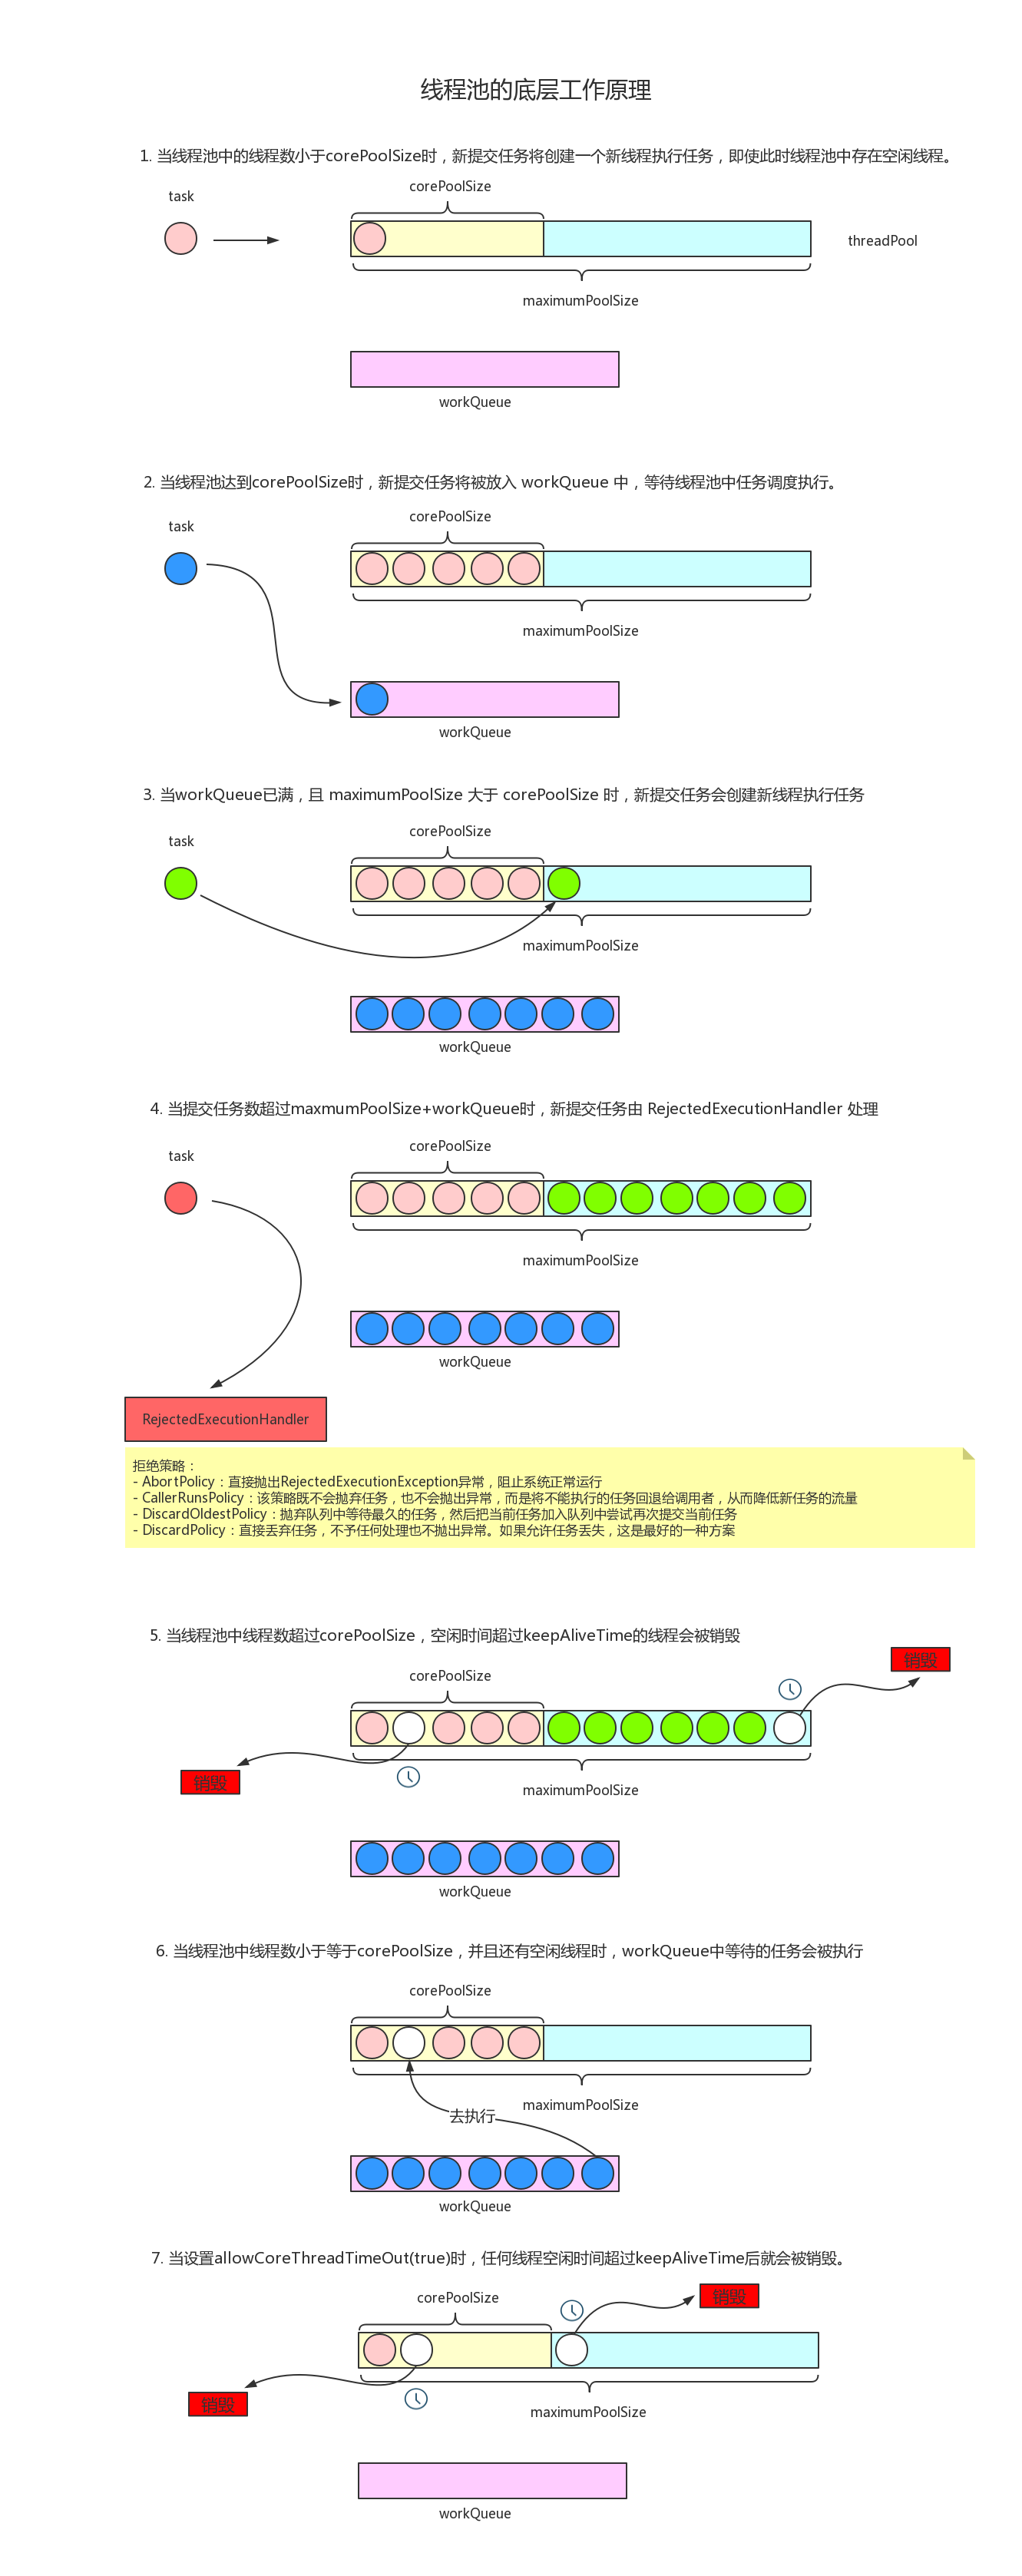 线程池的底层工作原理
1. 当线程池中的线程数小于corePoolSize时，新提交任务将创建一个新线程执行任务，即使此时线程池中存在空闲线程。
corePoolSize
task
threadPool
maximumPoolSize
workQueue
2. 当线程池达到corePoolSize时，新提交任务将被放入 workQueue 中，等待线程池中任务调度执行。
corePoolSize
task
maximumPoolSize
workQueue
3. 当workQueue已满，且 maximumPoolSize 大于 corePoolSize 时，新提交任务会创建新线程执行任务
corePoolSize
task
maximumPoolSize
workQueue
4. 当提交任务数超过maxmumPoolSize+workQueue时，新提交任务由 RejectedExecutionHandler 处理
corePoolSize
task
maximumPoolSize
workQueue
RejectedExecutionHandler
拒绝策略：
- AbortPolicy：直接抛出RejectedExecutionException异常，阻止系统正常运行
- CallerRunsPolicy：该策略既不会抛弃任务，也不会抛出异常，而是将不能执行的任务回退给调用者，从而降低新任务的流量
- DiscardOldestPolicy：抛弃队列中等待最久的任务，然后把当前任务加入队列中尝试再次提交当前任务
- DiscardPolicy：直接丢弃任务，不予任何处理也不抛出异常。如果允许任务丢失，这是最好的一种方案
5. 当线程池中线程数超过corePoolSize，空闲时间超过keepAliveTime的线程会被销毁
销毁
corePoolSize
销毁
maximumPoolSize
workQueue
6. 当线程池中线程数小于等于corePoolSize，并且还有空闲线程时，workQueue中等待的任务会被执行
corePoolSize
maximumPoolSize
去执行
workQueue
7. 当设置allowCoreThreadTimeOut(true)时，任何线程空闲时间超过keepAliveTime后就会被销毁。
销毁
corePoolSize
销毁
maximumPoolSize
workQueue